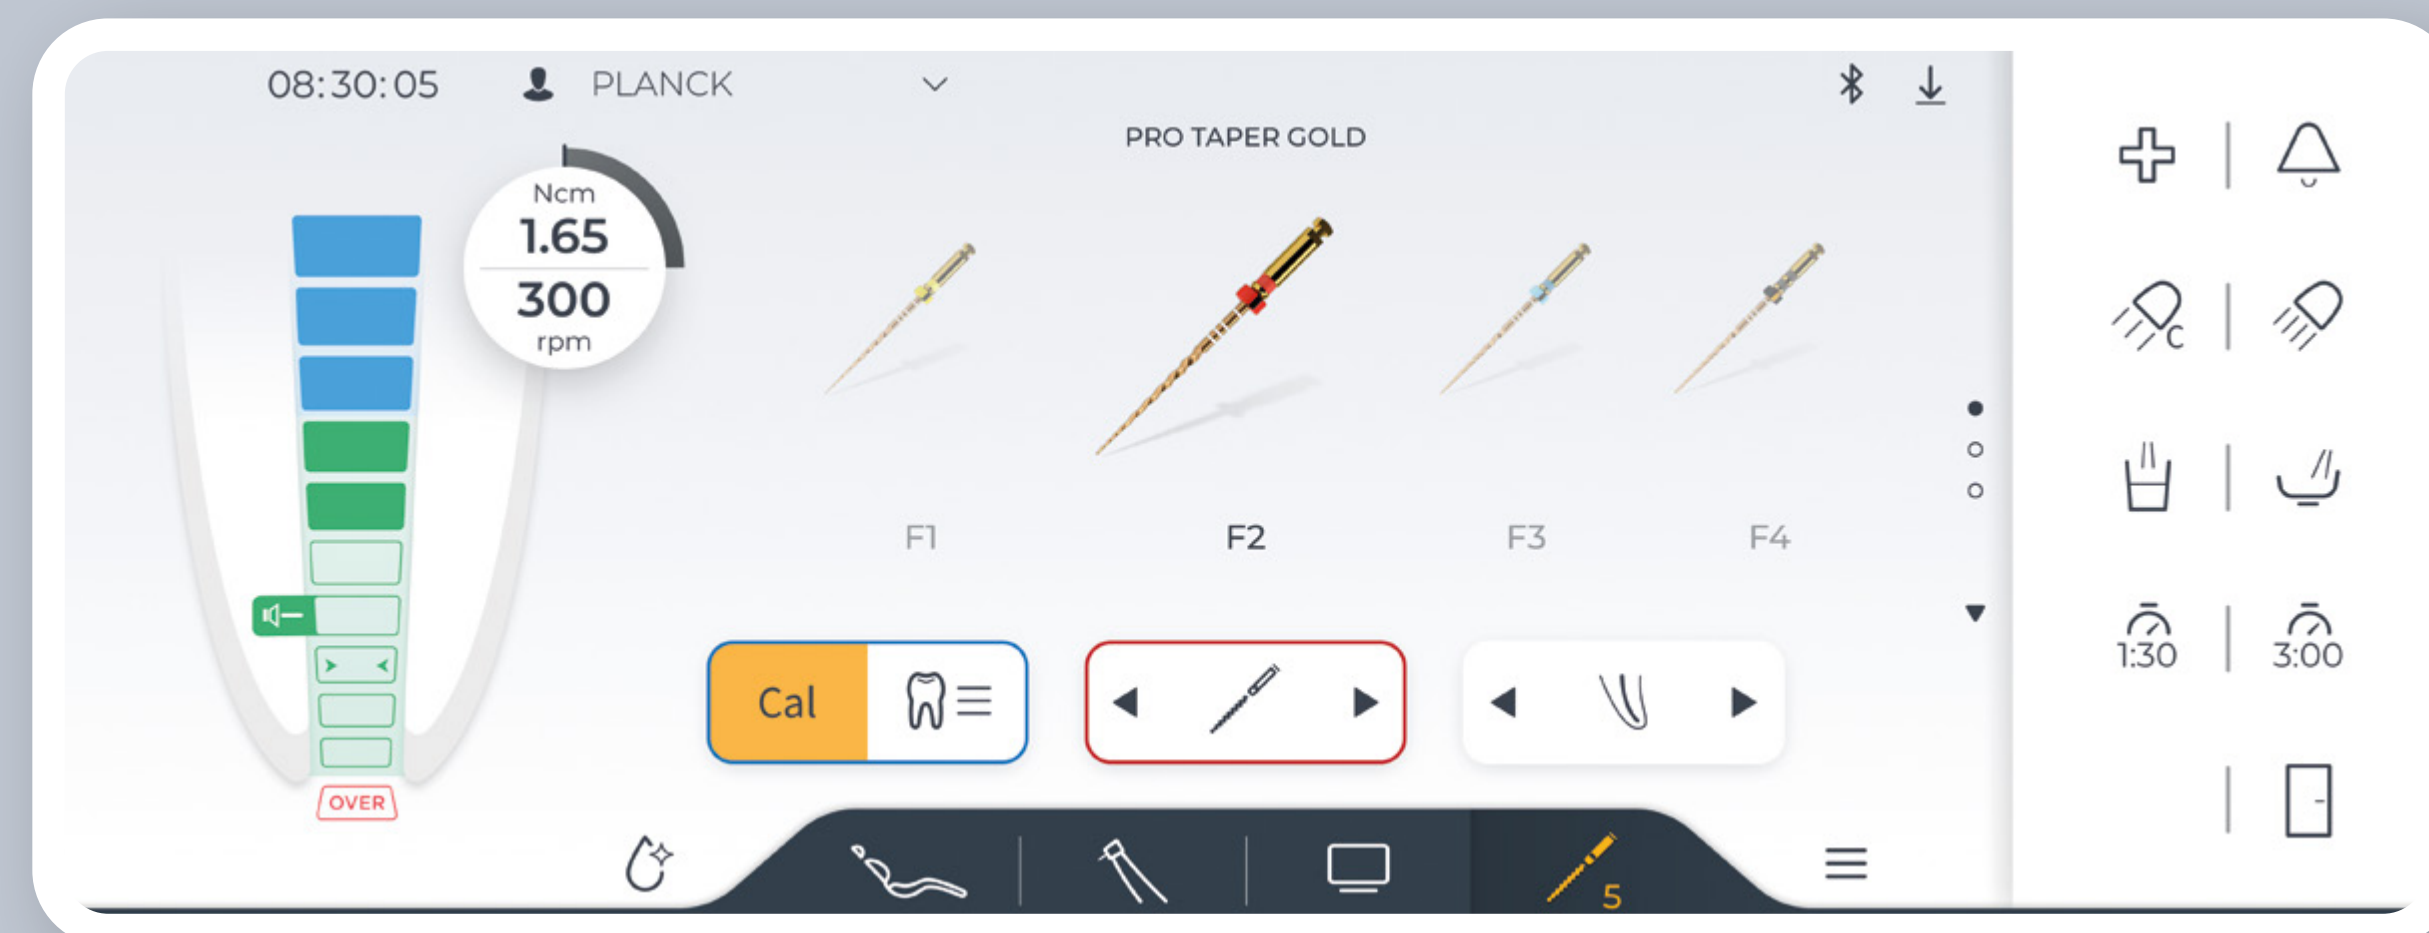 08:30:05 PLANCK
PRO TAPER GOLD
Ncm
1.65
300
rpm
F1 F2 F3 F4
Cal
OVER
5
C
1:30 3:00